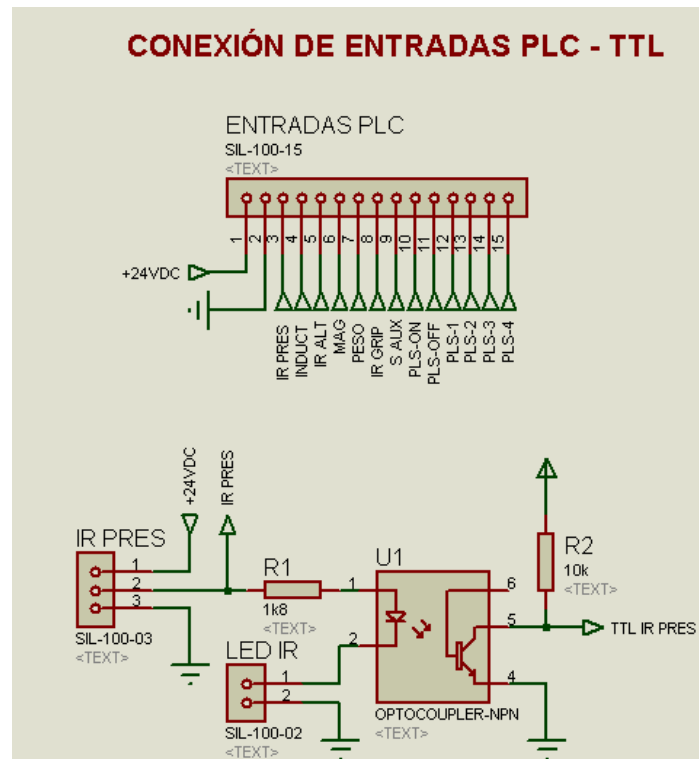 CONEXIÓN DE ENTRADAS PLC - TTL
ENTRADAS PLC
SIL-100-15
<TEXT>
1
2
3
4
5
6
7
8
9
10
11
12
13
14
15
+24VDC
IR PRES
INDUCT
IR ALT
MAG
PESO
IR GRIP
S AUX
PLS-ON
PLS-OFF
PLS-1
PLS-2
PLS-3
PLS-4
+24VDC
IR PRES
IR PRES
1
2
3
SIL-100-03
<TEXT>
R1
1k8
<TEXT>
LED IR
1
2
SIL-100-02
<TEXT>
U1
1
2
6
5
4
OPTOCOUPLER-NPN
<TEXT>
R2
10k
<TEXT>
TTL IR PRES